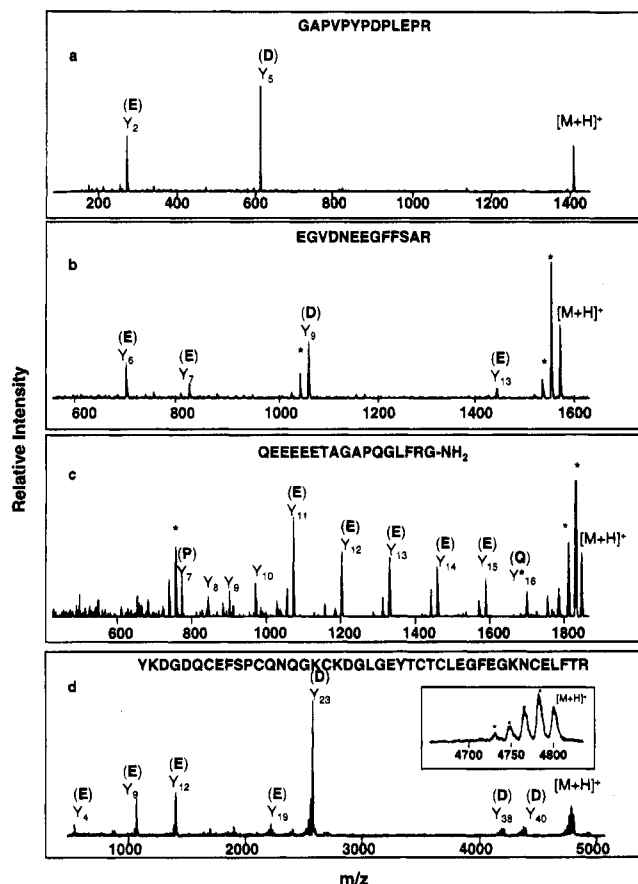 GAPVPYPDPLEPR
a
(E)
Y2
(D)
Y5
[M+H]+
200 400 600 800 1000 1200 1400
EGVDNEEGFFSAR
b
(E)
Y6
(E)
Y7
*
(D)
Y9
(E)
Y13
*
*
[M+H]+
600 800 1000 1200 1400 1600
Relative Intensity
QEEEEETAGAPQGLFRG-NH2
c
*
(P)
Y7
Y8
Y9
Y10
(E)
Y11
(E)
Y12
(E)
Y13
(E)
Y14
(E)
Y15
(Q)
Y*16
*
*
[M+H]+
600 800 1000 1200 1400 1600 1800
YKDGDQCEFSPCQNQGKCKDGLGEYTCTCLEGFEGKNCELFTR
d
(E)
Y4
(E)
Y9
(E)
Y12
(E)
Y19
(D)
Y23
(D)
Y38
(D)
Y40
[M+H]+
* * * * [M+H]+
4700 4750 4800
1000 2000 3000 4000 5000
m/z